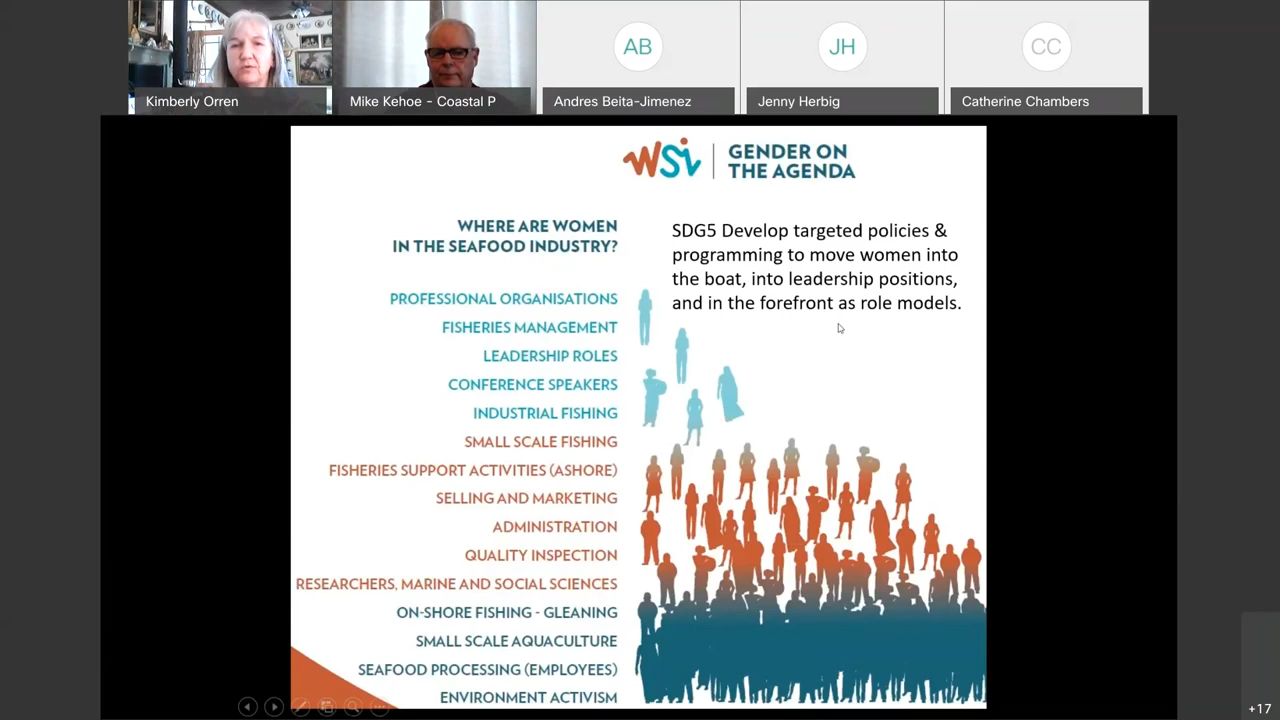 AB
JH
CC
Kimberly Orren
Mike Kehoe - Coastal P
Andres Beita-Jimenez
Jenny Herbig
Catherine Chambers
WSi
GENDER ON
THE AGENDA
WHERE ARE WOMEN
IN THE SEAFOOD INDUSTRY?
SDG5 Develop targeted policies &
programming to move women into
the boat, into leadership positions,
and in the forefront as role models.
PROFESSIONAL ORGANISATIONS
FISHERIES MANAGEMENT
LEADERSHIP ROLES
CONFERENCE SPEAKERS
INDUSTRIAL FISHING
SMALL SCALE FISHING
FISHERIES SUPPORT ACTIVITIES (ASHORE)
SELLING AND MARKETING
ADMINISTRATION
QUALITY INSPECTION
RESEARCHERS, MARINE AND SOCIAL SCIENCES
ON-SHORE FISHING - GLEANING
SMALL SCALE AQUACULTURE
SEAFOOD PROCESSING (EMPLOYEES)
ENVIRONMENT ACTIVISM
+17